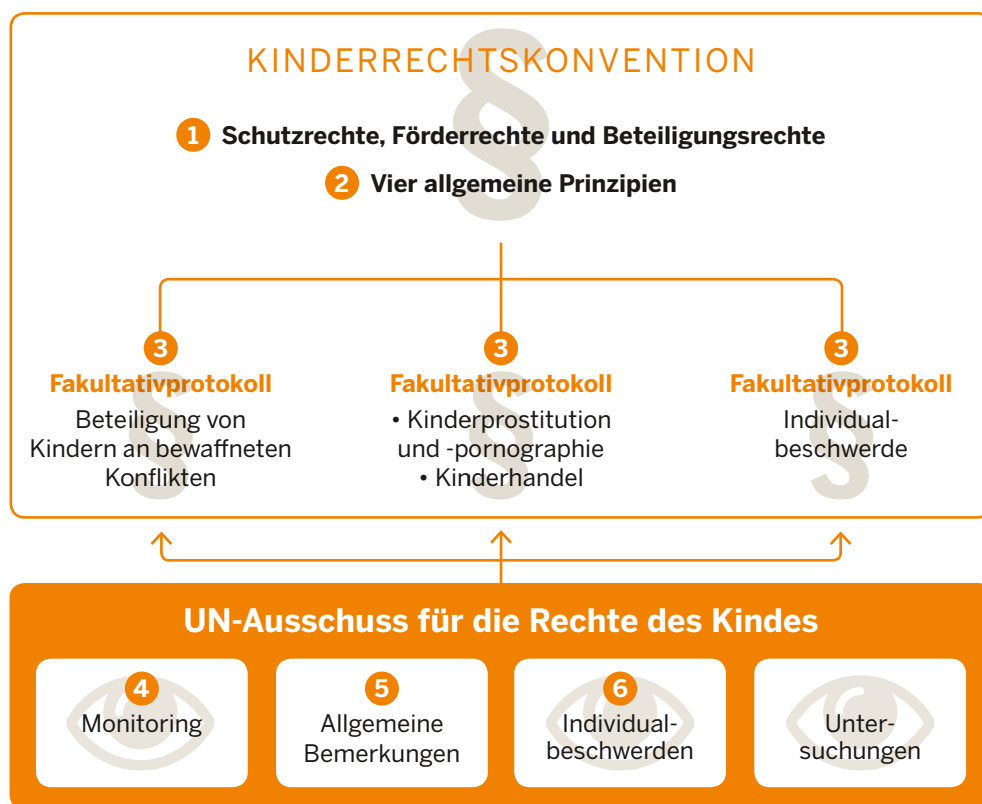 KINDERRECHTSKONVENTION
1 Schutzrechte, Förderrechte und Beteiligungsrechte
2 Vier allgemeine Prinzipien
3
Fakultativprotokoll
Beteiligung von
Kindern an bewaffneten
Konflikten
3
Fakultativprotokoll
• Kinderprostitution
und -pornographie
• Kinderhandel
3
Fakultativprotokoll
Individual-
beschwerde
UN-Ausschuss für die Rechte des Kindes
4
Monitoring
5
Allgemeine
Bemerkungen
6
Individual-
beschwerden
Unter-
suchungen